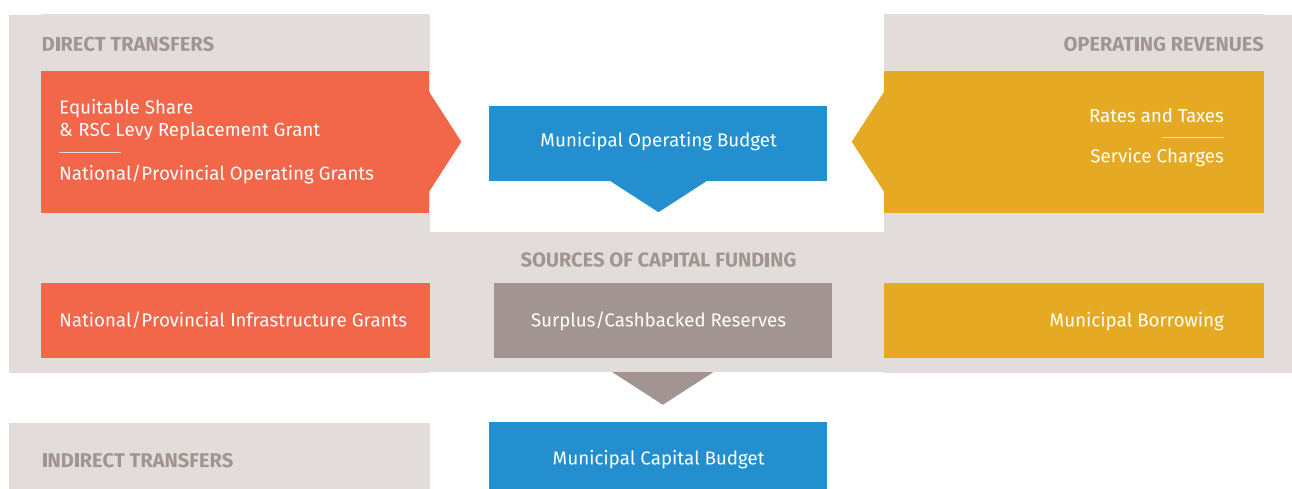 DIRECT TRANSFERS
OPERATING REVENUES
Equitable Share
& RSC Levy Replacement Grant
National/Provincial Operating Grants
Municipal Operating Budget
Rates and Taxes
Service Charges
SOURCES OF CAPITAL FUNDING
National/Provincial Infrastructure Grants
Surplus/Cashbacked Reserves
Municipal Borrowing
INDIRECT TRANSFERS
Municipal Capital Budget